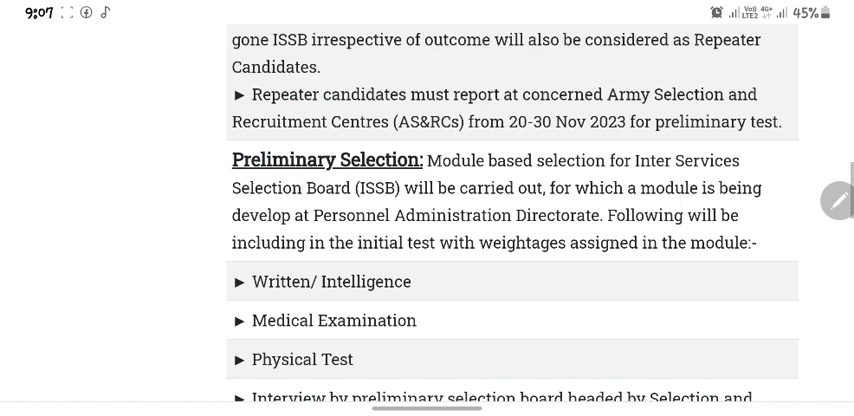 9:07
Vo)) 4G+
LTE2
45%
gone ISSB irrespective of outcome will also be considered as Repeater
Candidates.
► Repeater candidates must report at concerned Army Selection and
Recruitment Centres (AS&RCs) from 20-30 Nov 2023 for preliminary test.
Preliminary Selection: Module based selection for Inter Services
Selection Board (ISSB) will be carried out, for which a module is being
develop at Personnel Administration Directorate. Following will be
including in the initial test with weightages assigned in the module:-
► Written/ Intelligence
► Medical Examination
► Physical Test
► Interview by preliminary selection board headed by Selection and